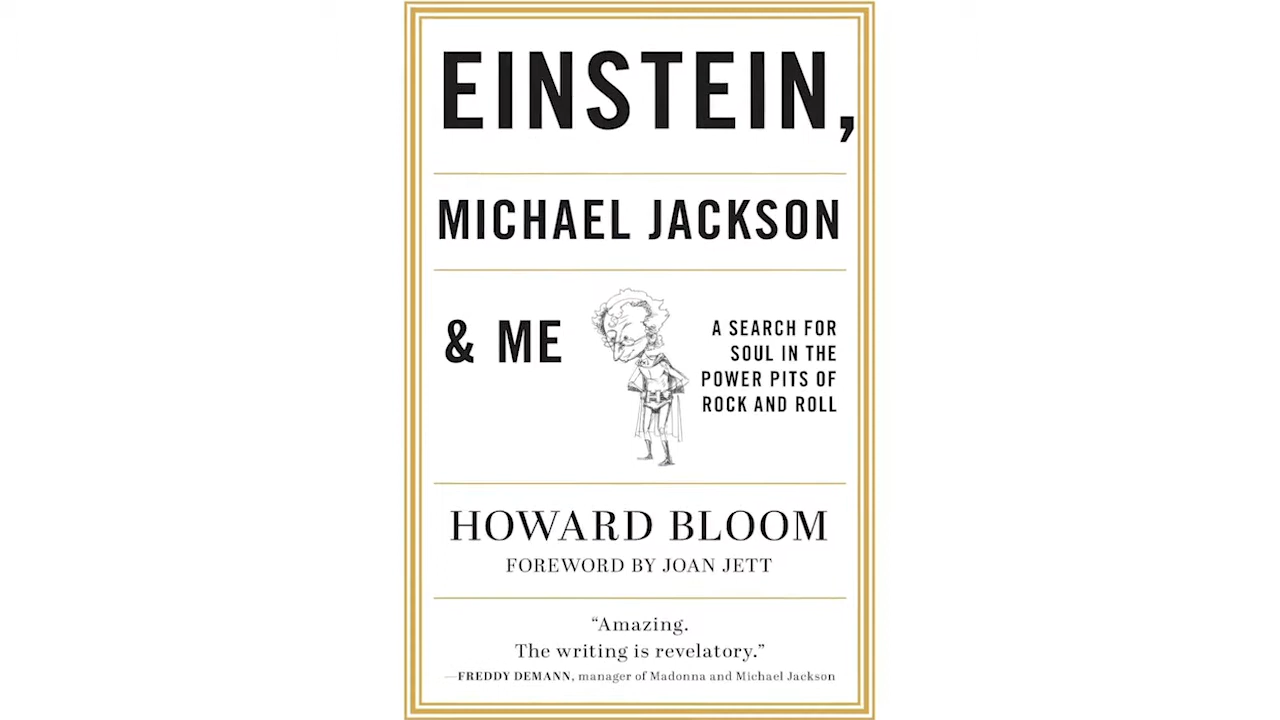 EINSTEIN,
MICHAEL JACKSON
& ME
A SEARCH FOR
SOUL IN THE
POWER PITS OF
ROCK AND ROLL
HOWARD BLOOM
FOREWORD BY JOAN JETT
“Amazing.
The writing is revelatory.”
—FREDDY DEMANN, manager of Madonna and Michael Jackson